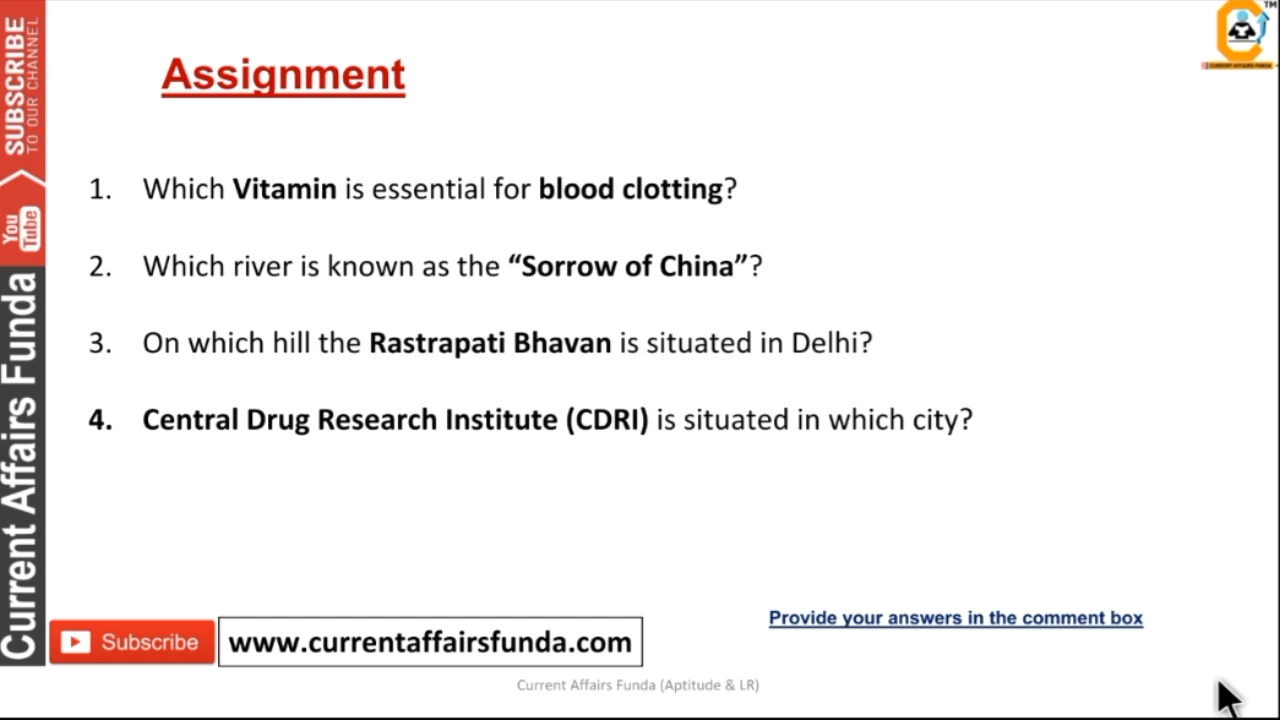 SUBSCRIBE
TO OUR CHANNEL
You
Tube
Current Affairs Funda
TM
CURRENT AFFAIRS FUNDA
Assignment
1. Which Vitamin is essential for blood clotting?
2. Which river is known as the “Sorrow of China”?
3. On which hill the Rastrapati Bhavan is situated in Delhi?
4. Central Drug Research Institute (CDRI) is situated in which city?
Provide your answers in the comment box
Subscribe
www.currentaffairsfunda.com
Current Affairs Funda (Aptitude & LR)